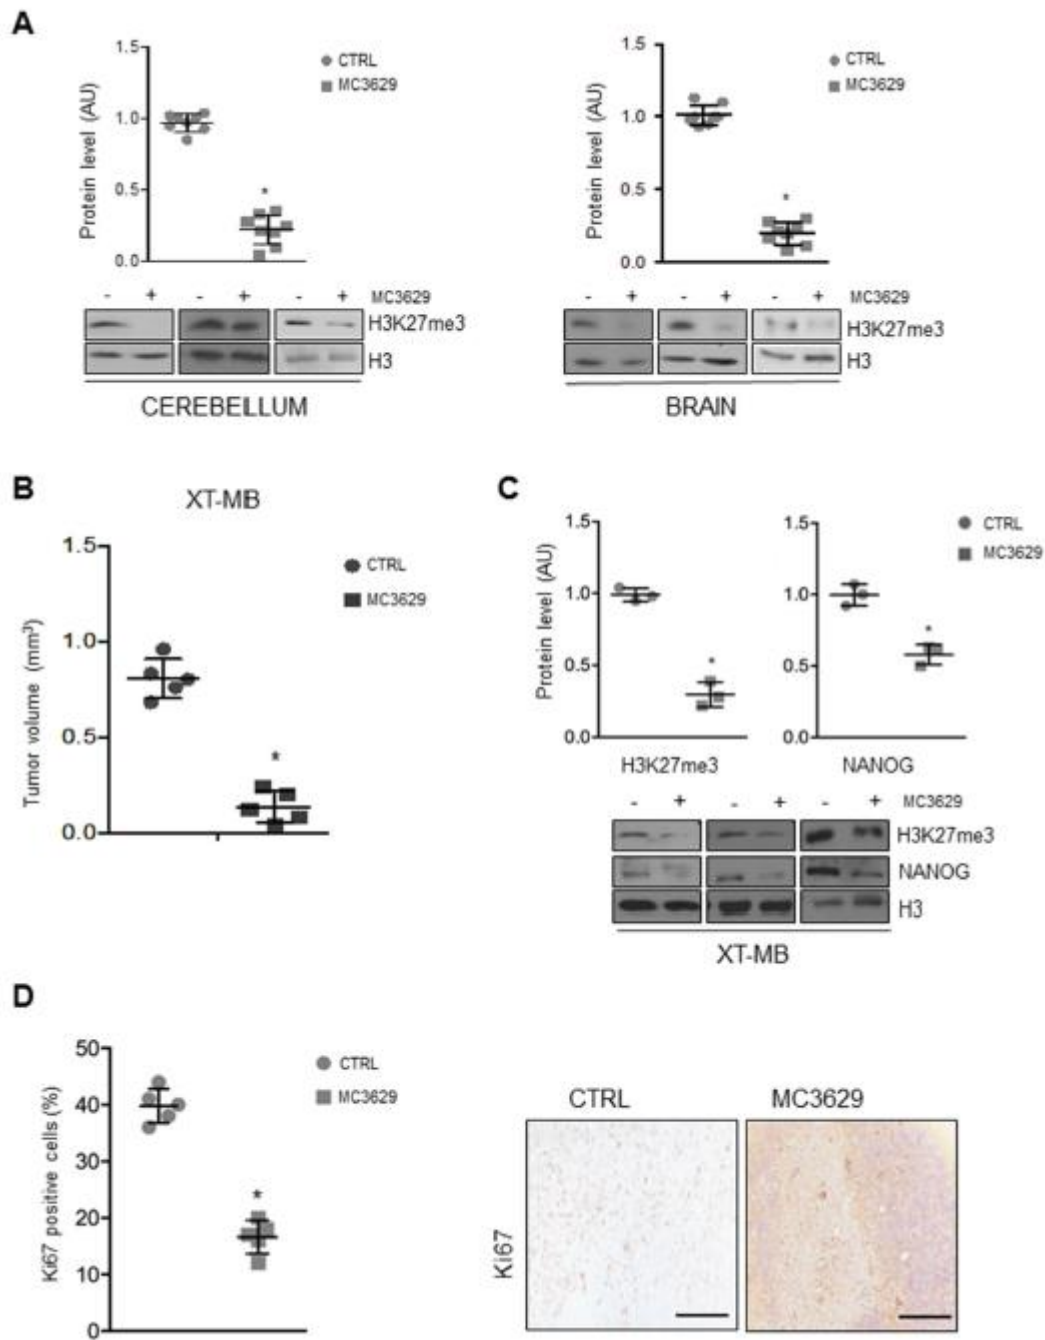 A
1.5
1.0
0.5
0.0
Protein level (AU)
CTRL
MC3629
*
- + - + - + MC3629
H3K27me3
H3
CEREBELLUM
1.5
1.0
0.5
0.0
Protein level (AU)
CTRL
MC3629
*
- + - + - + MC3629
H3K27me3
H3
BRAIN
B
XT-MB
1.5
1.0
0.5
0.0
Tumor volume (mm³)
CTRL
MC3629
*
C
1.5
1.0
0.5
0.0
Protein level (AU)
*
H3K27me3
1.5
1.0
0.5
0.0
*
NANOG
CTRL
MC3629
- + - + - + MC3629
H3K27me3
NANOG
H3
XT-MB
D
50
40
30
20
10
0
Ki67 positive cells (%)
CTRL
MC3629
*
CTRL MC3629
Ki67